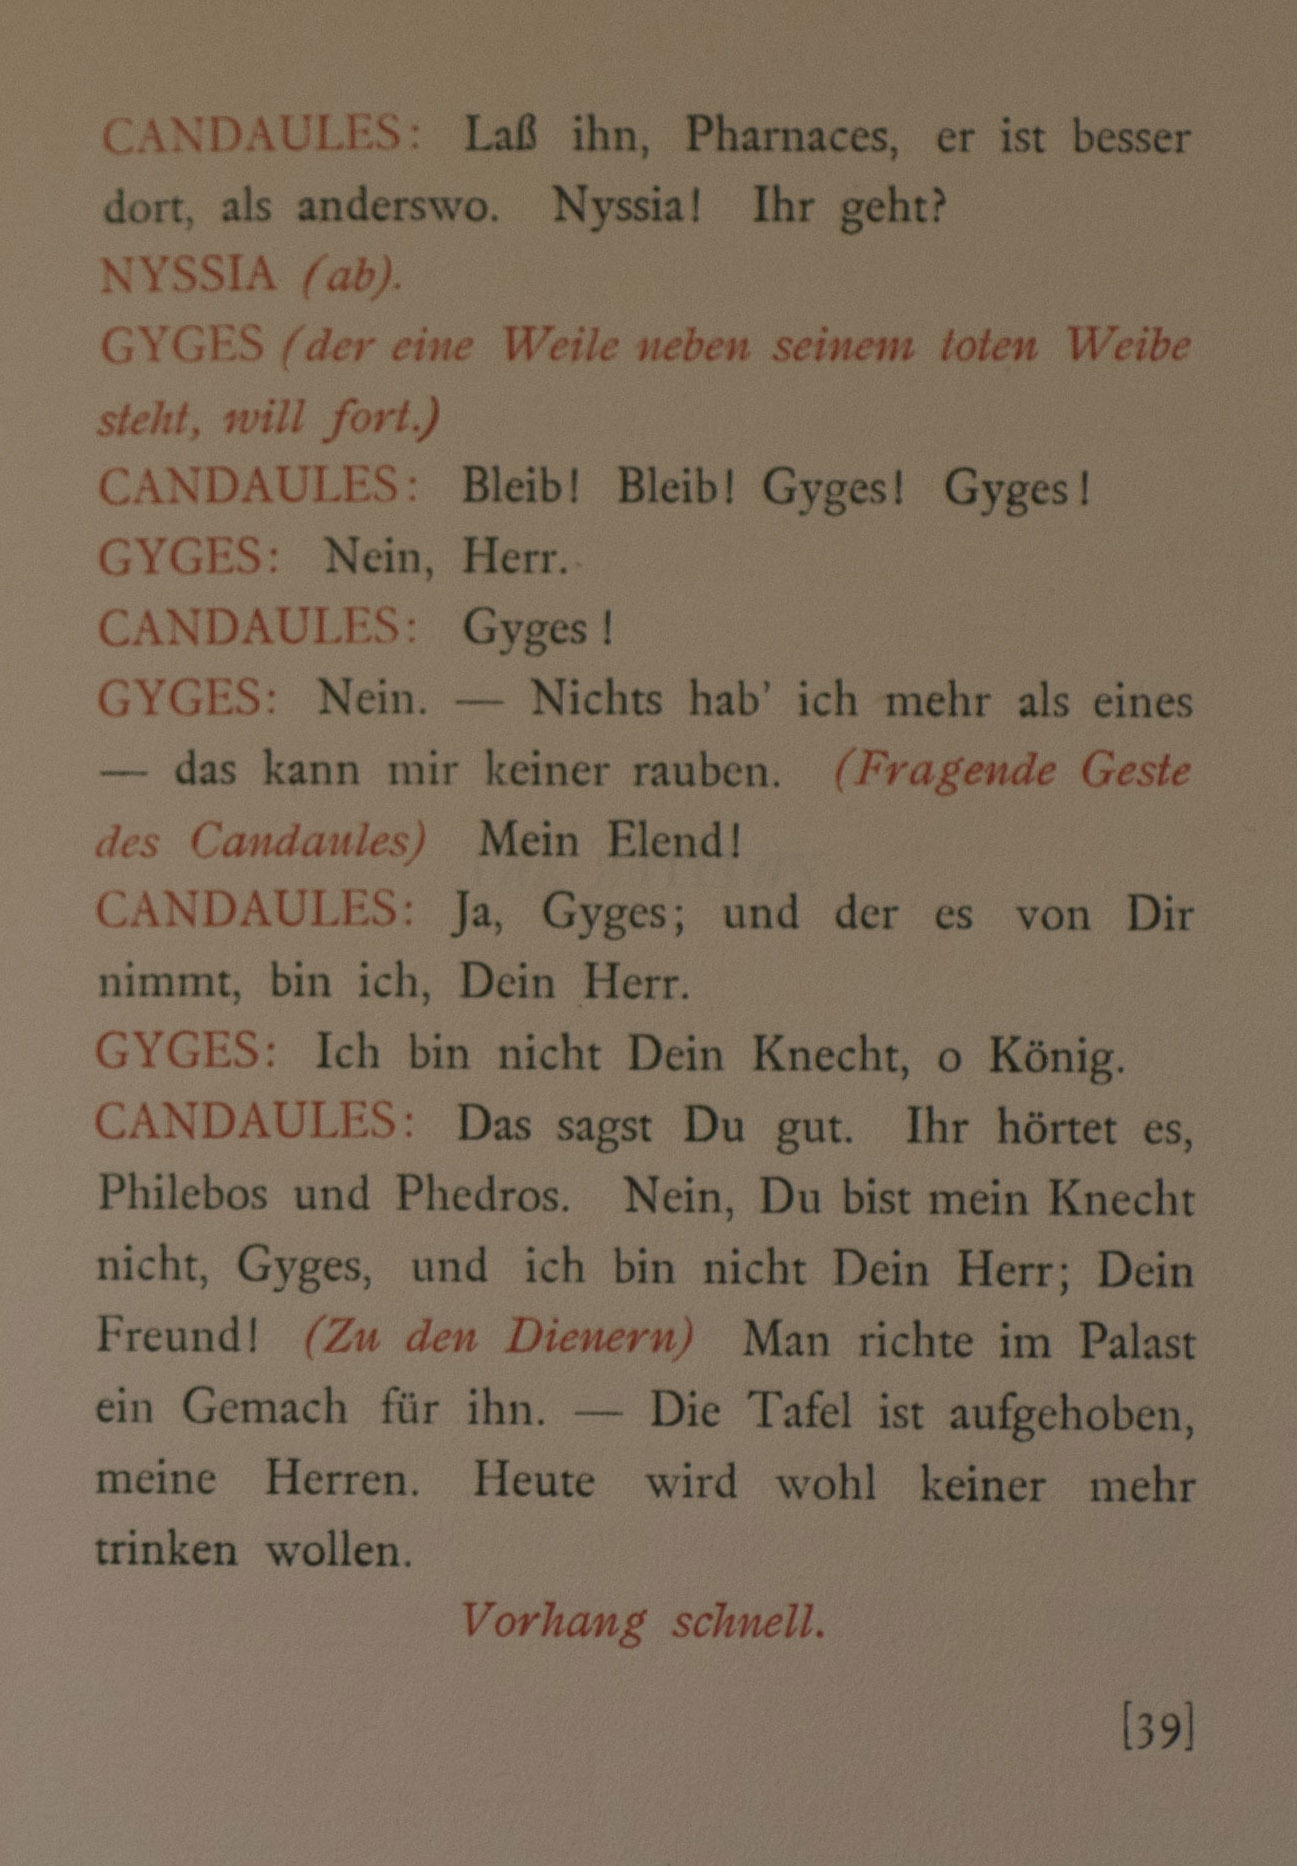 CANDAULES: Laß ihn, Pharnaces, er ist besser
dort, als anderswo. Nyssia! Ihr geht?
NYSSIA (ab).
GYGES (der eine Weile neben seinem toten Weibe
steht, will fort.)
CANDAULES: Bleib! Bleib! Gyges! Gyges!
GYGES: Nein, Herr.
CANDAULES: Gyges!
GYGES: Nein. — Nichts hab’ ich mehr als eines
— das kann mir keiner rauben. (Fragende Geste
des Candaules) Mein Elend!
CANDAULES: Ja, Gyges; und der es von Dir
nimmt, bin ich, Dein Herr.
GYGES: Ich bin nicht Dein Knecht, o König.
CANDAULES: Das sagst Du gut. Ihr hörtet es,
Philebos und Phedros. Nein, Du bist mein Knecht
nicht, Gyges, und ich bin nicht Dein Herr; Dein
Freund! (Zu den Dienern) Man richte im Palast
ein Gemach für ihn. — Die Tafel ist aufgehoben,
meine Herren. Heute wird wohl keiner mehr
trinken wollen.
Vorhang schnell.
[39]